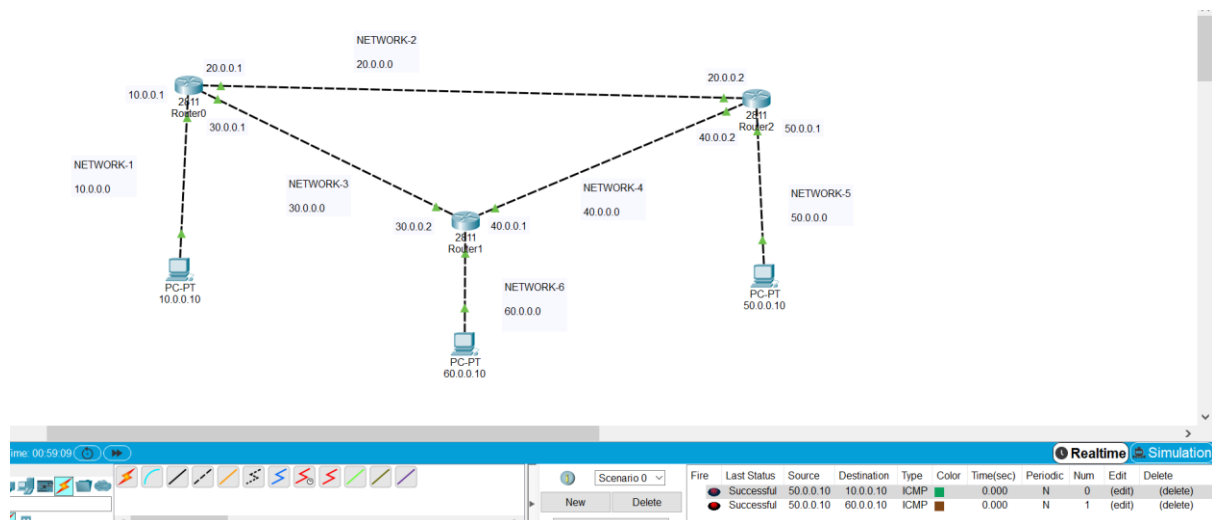 NETWORK-2
20.0.0.0
20.0.0.1
20.0.0.2
10.0.0.1
2811
Router0
30.0.0.1
2811
Router2
50.0.0.1
40.0.0.2
NETWORK-1
10.0.0.0
NETWORK-3
30.0.0.0
NETWORK-4
40.0.0.0
NETWORK-5
50.0.0.0
30.0.0.2
40.0.0.1
2811
Router1
PC-PT
10.0.0.10
NETWORK-6
60.0.0.0
PC-PT
50.0.0.10
PC-PT
60.0.0.10
ime: 00:59:09
Realtime
Simulation
Scenario 0
New
Delete
Fire Last Status Source Destination Type Color Time(sec) Periodic Num Edit Delete
Successful 50.0.0.10 10.0.0.10 ICMP 0.000 N 0 (edit) (delete)
Successful 50.0.0.10 60.0.0.10 ICMP 0.000 N 1 (edit) (delete)